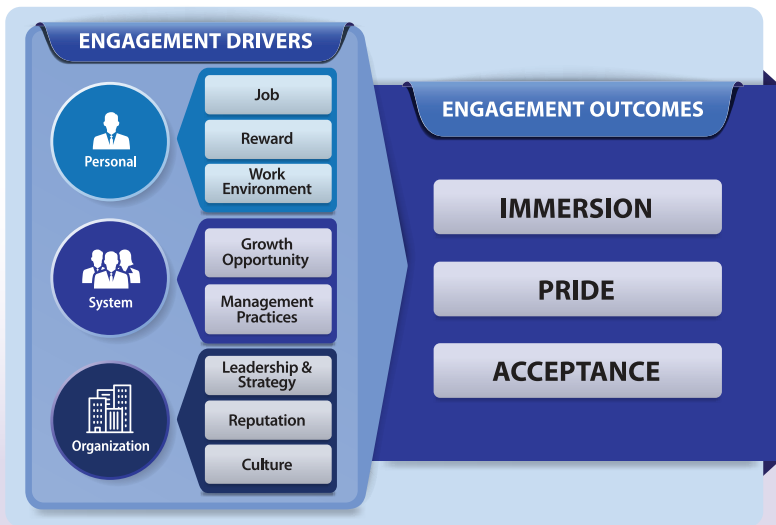 ENGAGEMENT DRIVERS
Personal
Job
Reward
Work
Environment
System
Growth
Opportunity
Management
Practices
Organization
Leadership &
Strategy
Reputation
Culture
ENGAGEMENT OUTCOMES
IMMERSION
PRIDE
ACCEPTANCE